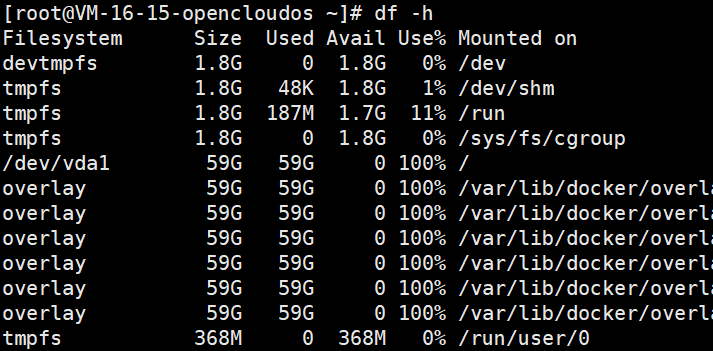 [root@VM-16-15-opencloudos ~]# df -h
Filesystem      Size  Used Avail Use% Mounted on
devtmpfs        1.8G     0  1.8G   0% /dev
tmpfs           1.8G   48K  1.8G   1% /dev/shm
tmpfs           1.8G  187M  1.7G  11% /run
tmpfs           1.8G     0  1.8G   0% /sys/fs/cgroup
/dev/vda1        59G   59G     0 100% /
overlay          59G   59G     0 100% /var/lib/docker/overla
overlay          59G   59G     0 100% /var/lib/docker/overla
overlay          59G   59G     0 100% /var/lib/docker/overla
overlay          59G   59G     0 100% /var/lib/docker/overla
overlay          59G   59G     0 100% /var/lib/docker/overla
overlay          59G   59G     0 100% /var/lib/docker/overla
tmpfs           368M     0  368M   0% /run/user/0